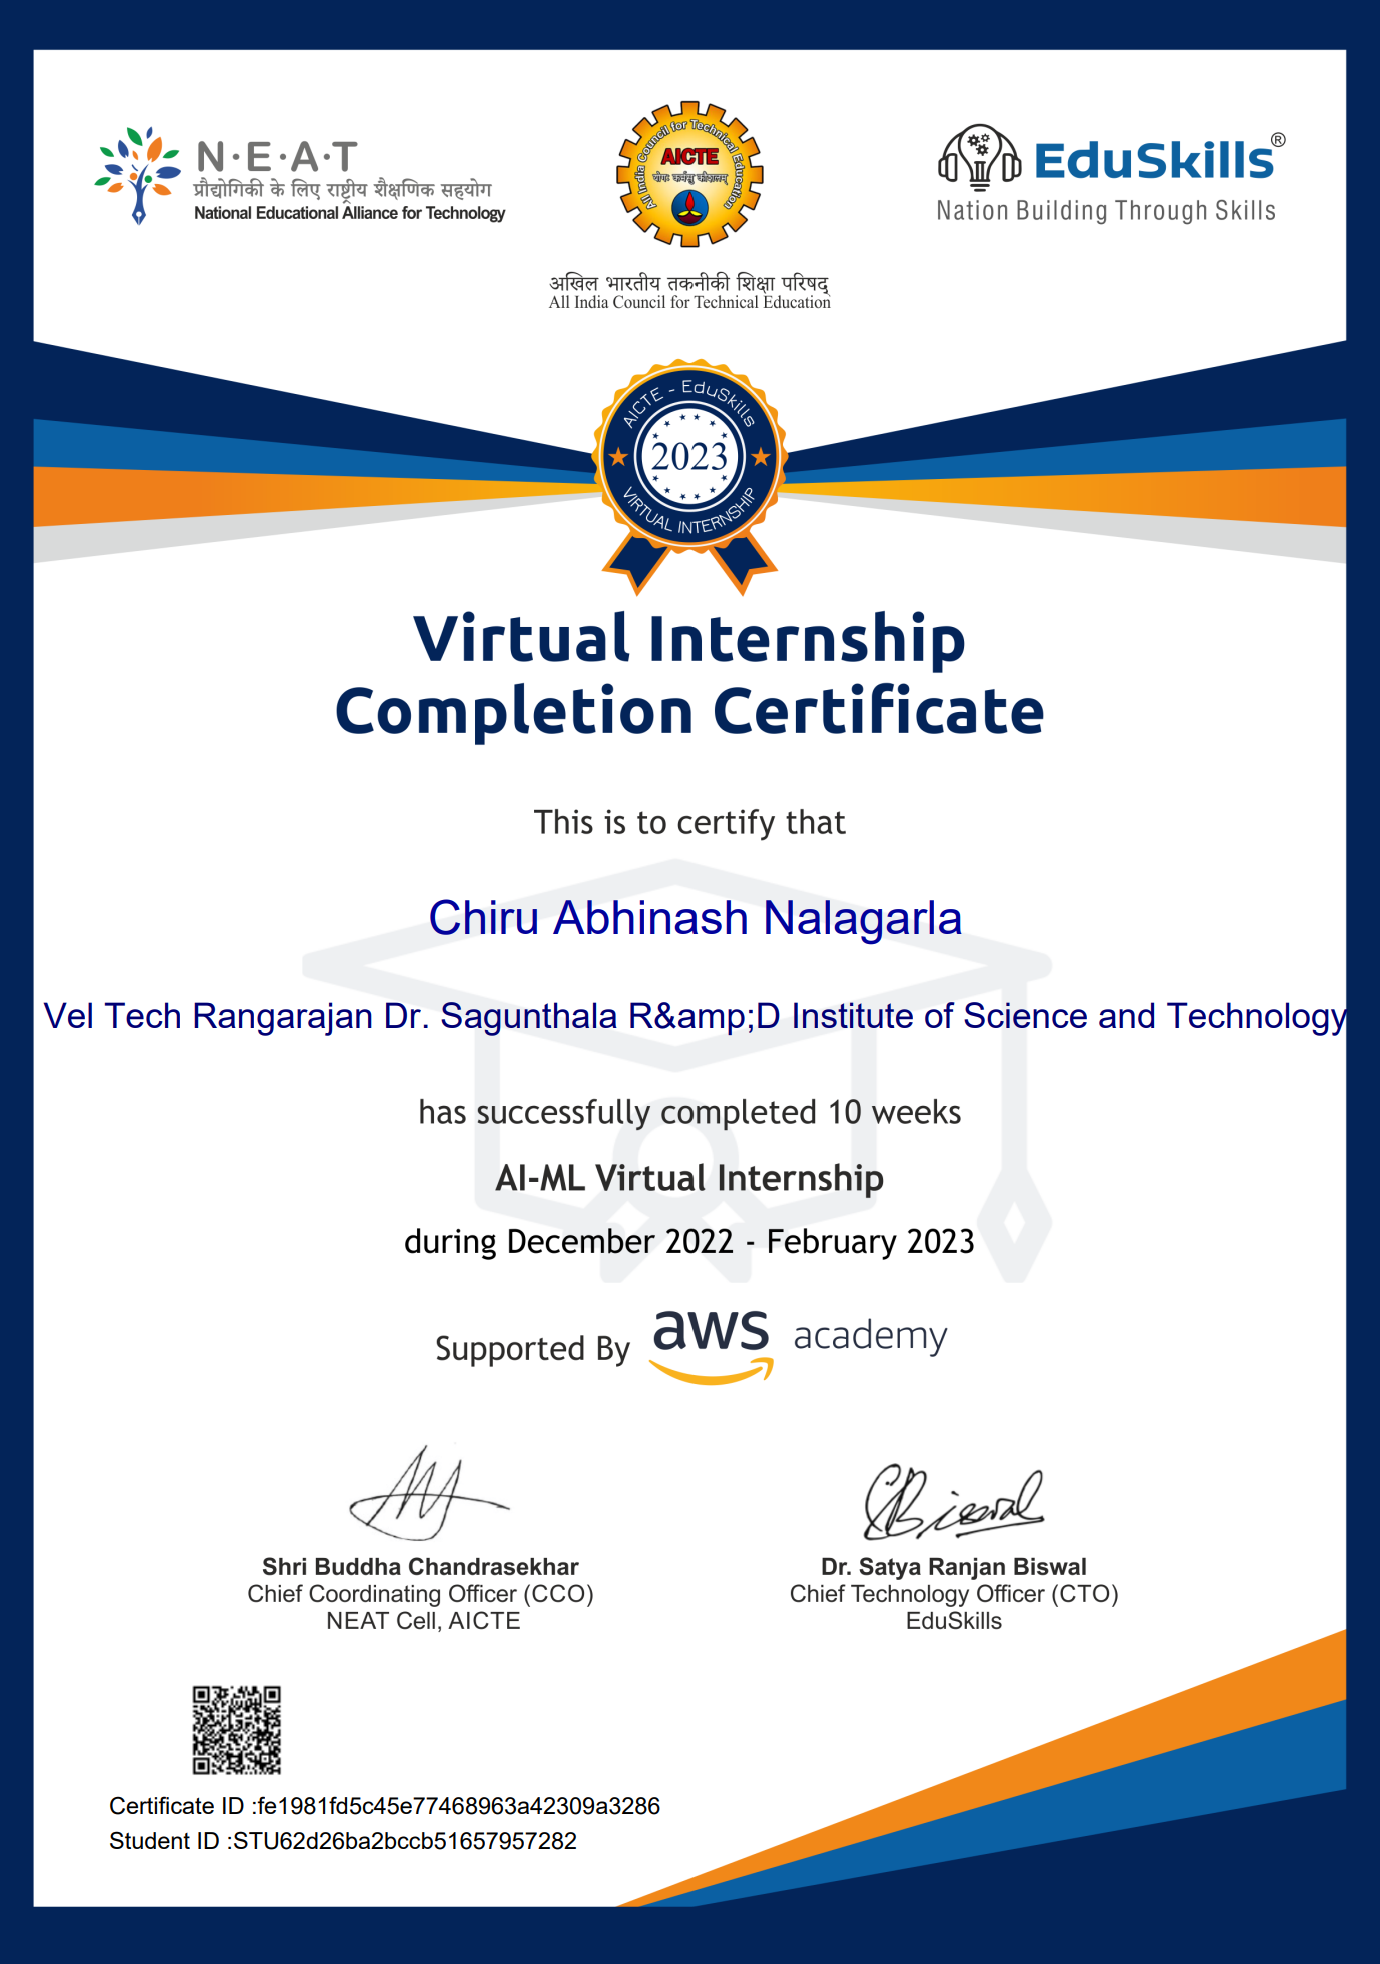 N·E·A·T
प्रौद्योगिकी के लिए राष्ट्रीय शैक्षणिक सहयोग
National Educational Alliance for Technology
All India Council for Technical Education
AICTE
योगः कर्मसु कौशलम्
अखिल भारतीय तकनीकी शिक्षा परिषद्
All India Council for Technical Education
EduSkills®
Nation Building Through Skills
AICTE - EduSkills
2023
VIRTUAL INTERNSHIP
Virtual Internship
Completion Certificate
This is to certify that
Chiru Abhinash Nalagarla
Vel Tech Rangarajan Dr. Sagunthala R&amp;D Institute of Science and Technology
has successfully completed 10 weeks
AI-ML Virtual Internship
during December 2022 - February 2023
Supported By aws academy
Shri Buddha Chandrasekhar
Chief Coordinating Officer (CCO)
NEAT Cell, AICTE
Dr. Satya Ranjan Biswal
Chief Technology Officer (CTO)
EduSkills
Certificate ID :fe1981fd5c45e77468963a42309a3286
Student ID :STU62d26ba2bccb51657957282